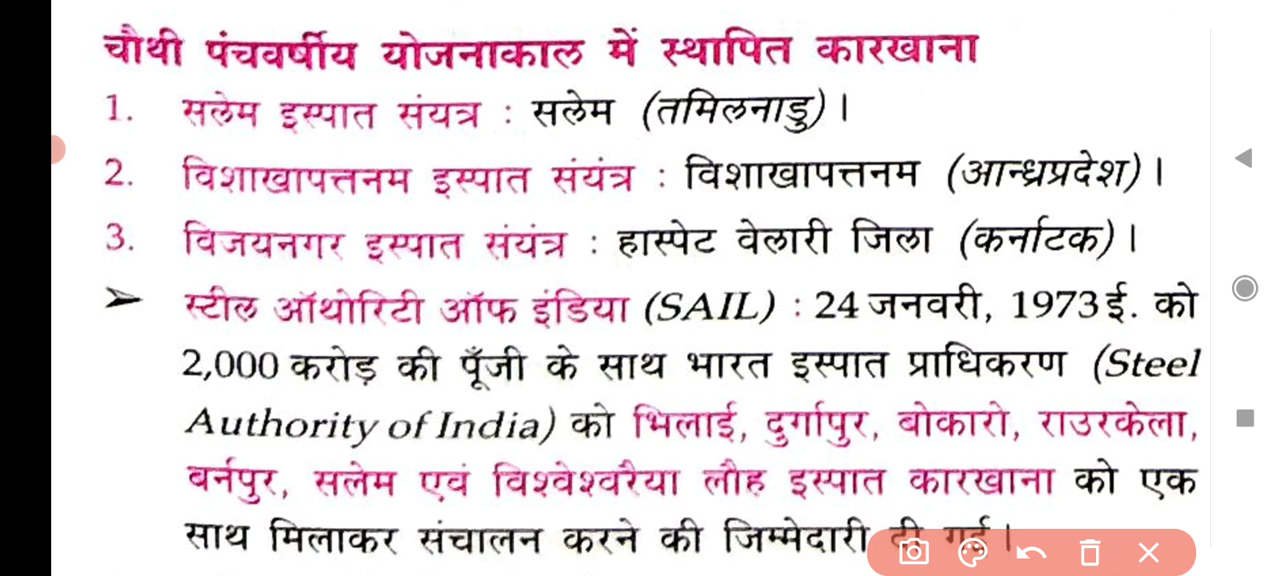 चौथी पंचवर्षीय योजनाकाल में स्थापित कारखाना
1. सलेम इस्पात संयत्र : सलेम (तमिलनाडु)।
2. विशाखापत्तनम इस्पात संयंत्र : विशाखापत्तनम (आन्ध्रप्रदेश)।
3. विजयनगर इस्पात संयंत्र : हास्पेट वेलारी जिला (कर्नाटक)।
➤ स्टील ऑथोरिटी ऑफ इंडिया (SAIL) : 24 जनवरी, 1973 ई. को
2,000 करोड़ की पूँजी के साथ भारत इस्पात प्राधिकरण (Steel
Authority of India) को भिलाई, दुर्गापुर, बोकारो, राउरकेला,
बर्नपुर, सलेम एवं विश्वेश्वरैया लौह इस्पात कारखाना को एक
साथ मिलाकर संचालन करने की जिम्मेदारी दी गई।